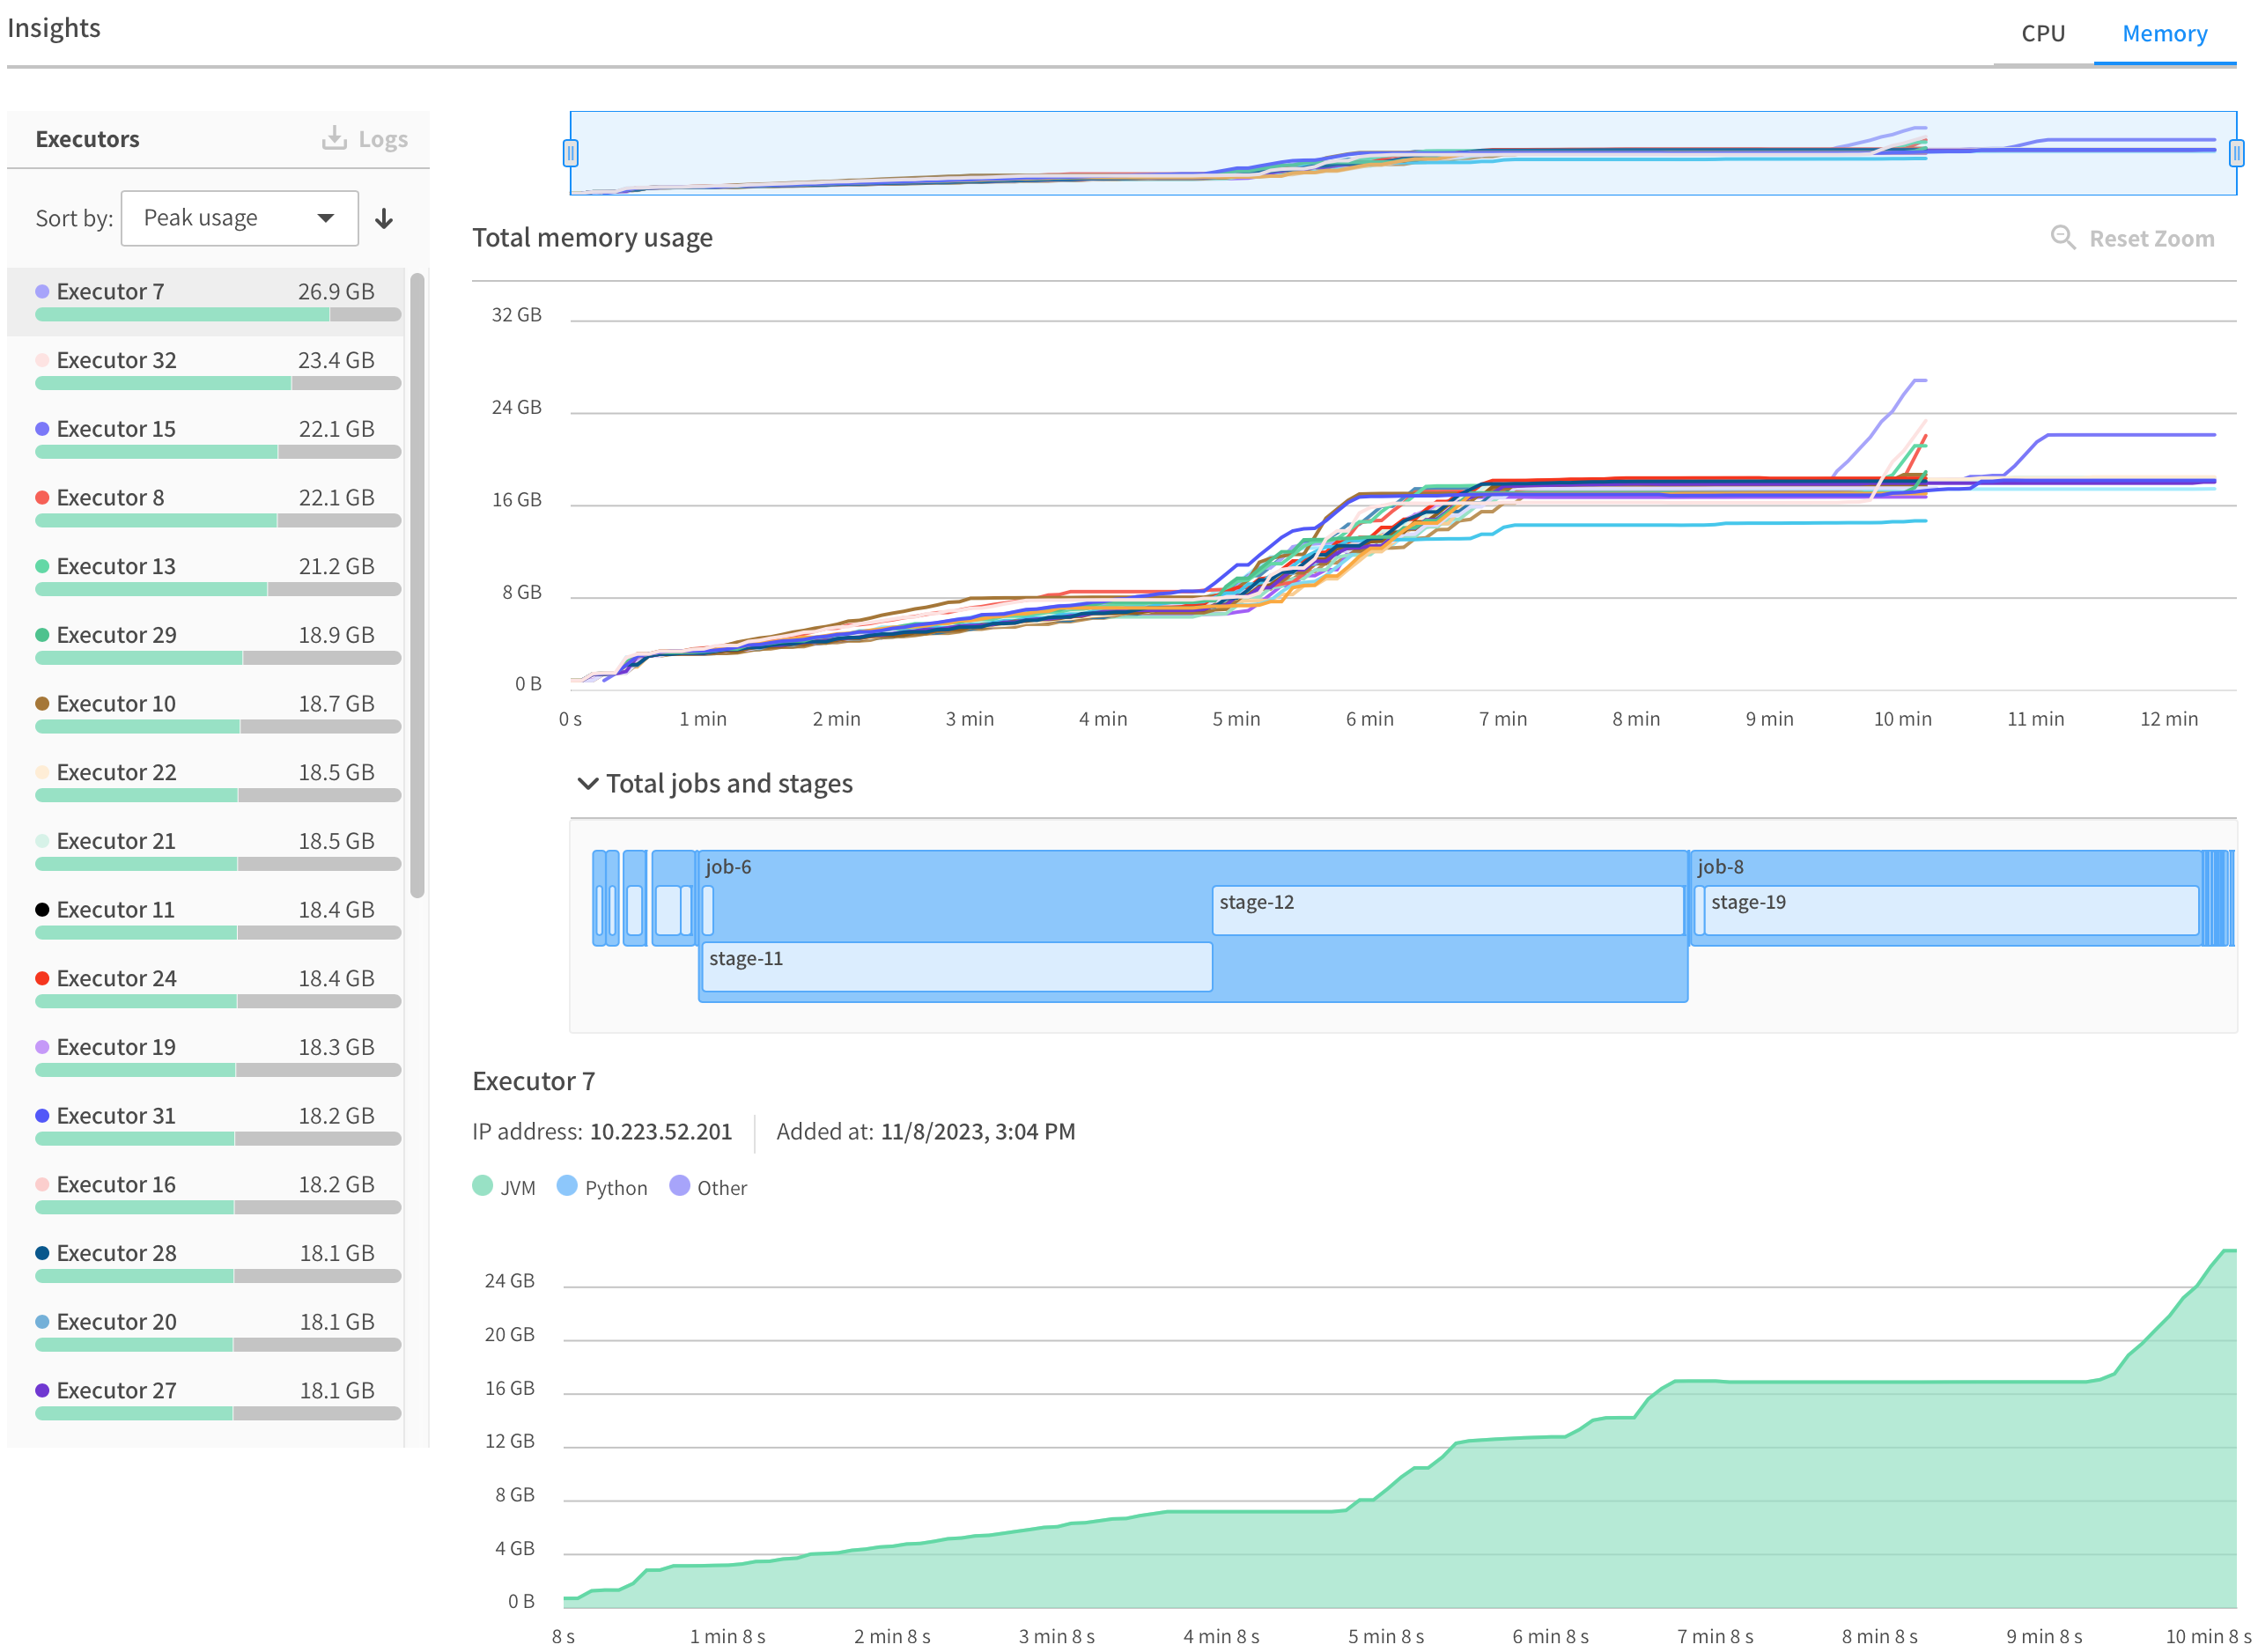 Insights
CPU
Memory
Executors
Logs
Sort by:
Peak usage
Executor 7 26.9 GB
Executor 32 23.4 GB
Executor 15 22.1 GB
Executor 8 22.1 GB
Executor 13 21.2 GB
Executor 29 18.9 GB
Executor 10 18.7 GB
Executor 22 18.5 GB
Executor 21 18.5 GB
Executor 11 18.4 GB
Executor 24 18.4 GB
Executor 19 18.3 GB
Executor 31 18.2 GB
Executor 16 18.2 GB
Executor 28 18.1 GB
Executor 20 18.1 GB
Executor 27 18.1 GB
Total memory usage
Reset Zoom
32 GB
24 GB
16 GB
8 GB
0 B
0 s 1 min 2 min 3 min 4 min 5 min 6 min 7 min 8 min 9 min 10 min 11 min 12 min
Total jobs and stages
job-6
job-8
stage-12
stage-19
stage-11
Executor 7
IP address: 10.223.52.201
Added at: 11/8/2023, 3:04 PM
JVM Python Other
24 GB
20 GB
16 GB
12 GB
8 GB
4 GB
0 B
8 s 1 min 8 s 2 min 8 s 3 min 8 s 4 min 8 s 5 min 8 s 6 min 8 s 7 min 8 s 8 min 8 s 9 min 8 s 10 min 8 s